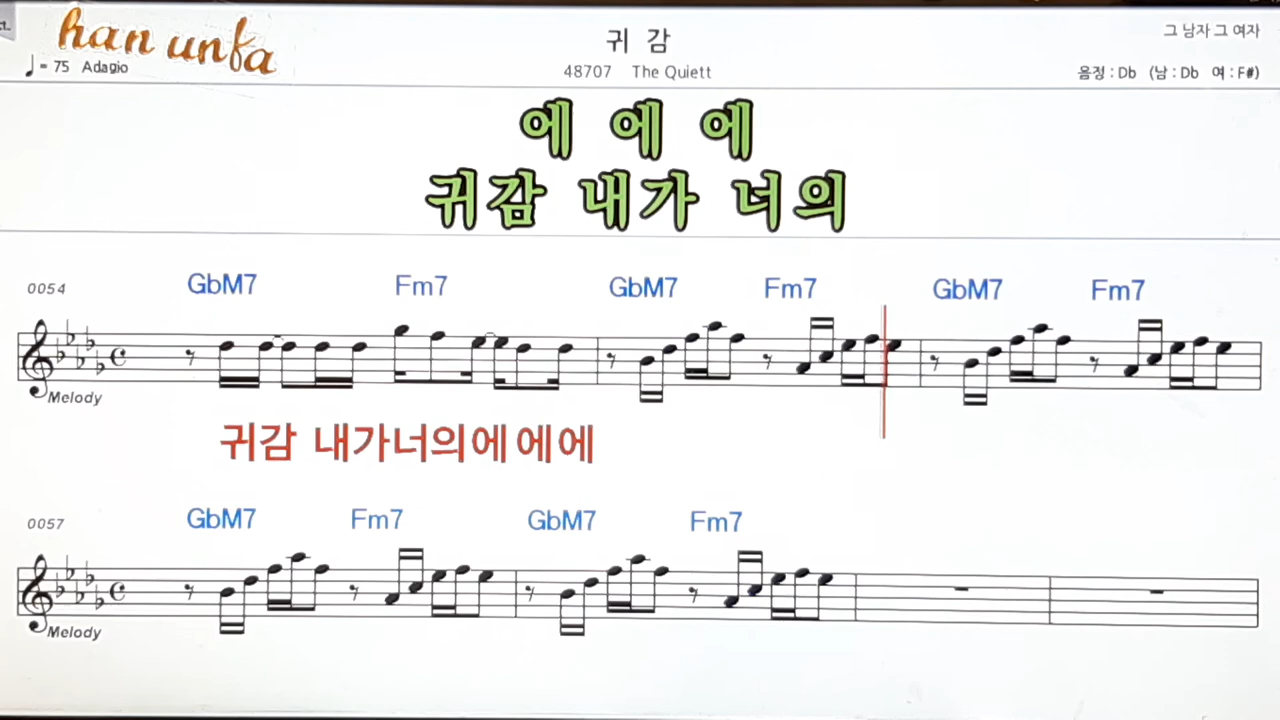 han unfa
귀 감
그 남자 그 여자
♩= 75 Adagio
48707 The Quiett
음정 : Db (남 : Db 여 : F#)
에 에 에
귀감 내가 너의
0054 GbM7 Fm7 GbM7 Fm7 GbM7 Fm7
Melody
귀감 내가너의에에에
0057 GbM7 Fm7 GbM7 Fm7
Melody